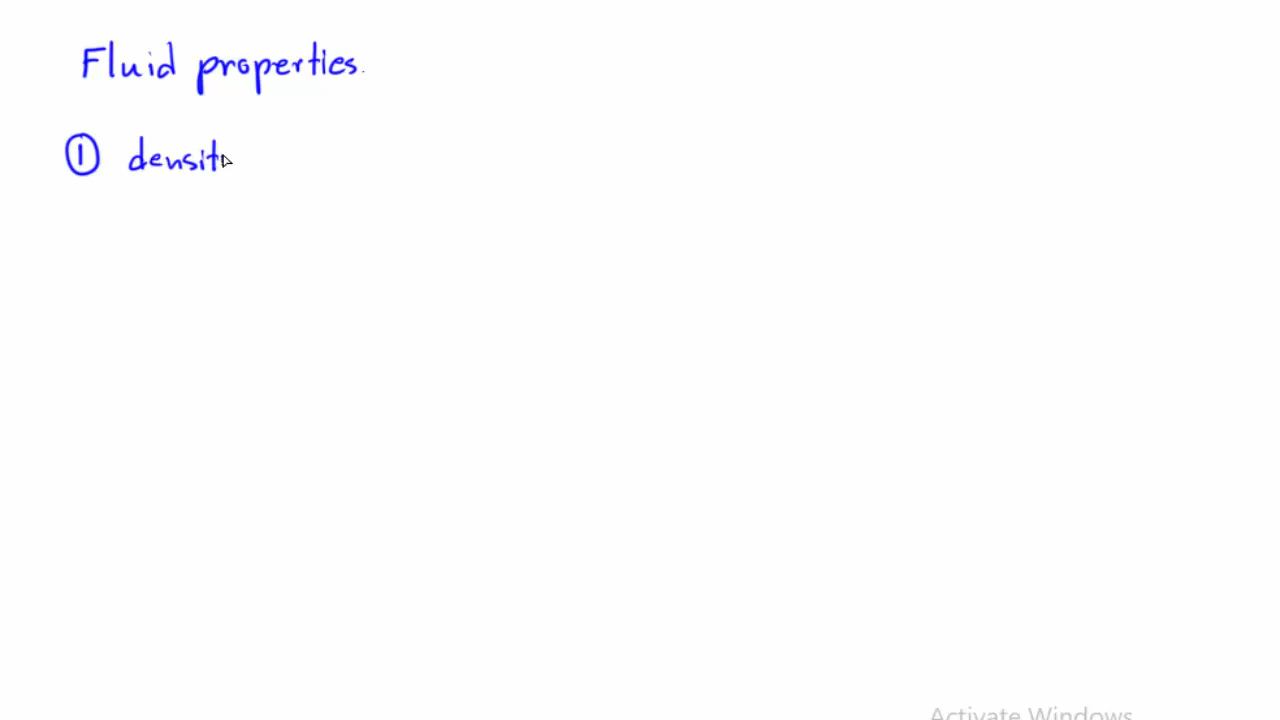 Fluid properties.
① densit
Activate Windows